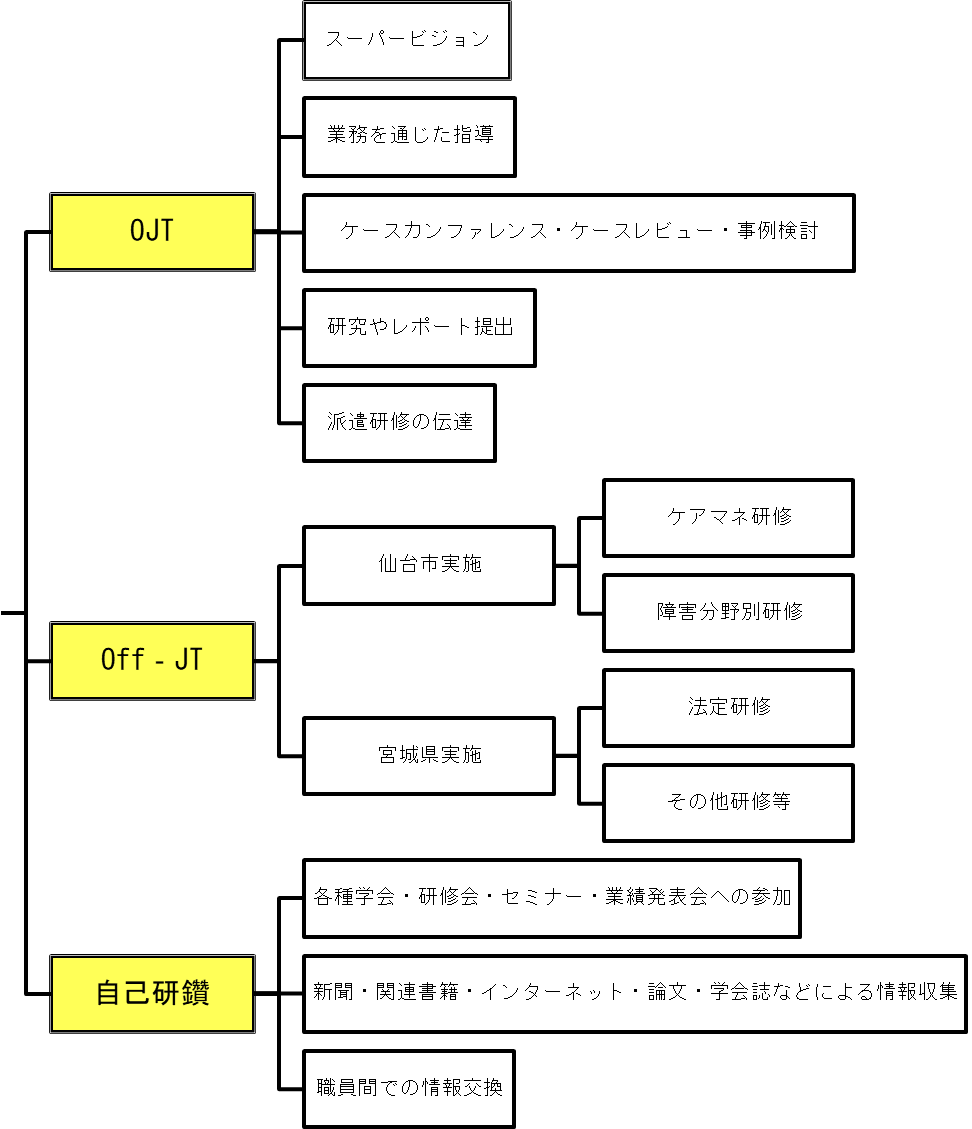 OJT
スーパービジョン
業務を通じた指導
ケースカンファレンス・ケースレビュー・事例検討
研究やレポート提出
派遣研修の伝達
Off‐JT
仙台市実施
ケアマネ研修
障害分野別研修
宮城県実施
法定研修
その他研修等
自己研鑽
各種学会・研修会・セミナー・業績発表会への参加
新聞・関連書籍・インターネット・論文・学会誌などによる情報収集
職員間での情報交換